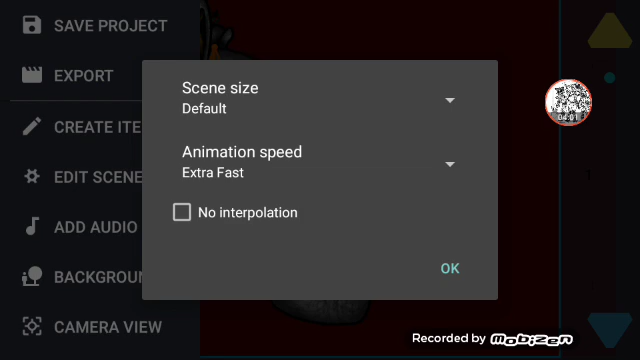 SAVE PROJECT
EXPORT
CREATE ITE
EDIT SCENE
ADD AUDIO
BACKGROUN
CAMERA VIEW
Scene size
Default
Animation speed
Extra Fast
No interpolation
OK
04:01
1
Recorded by mobizen